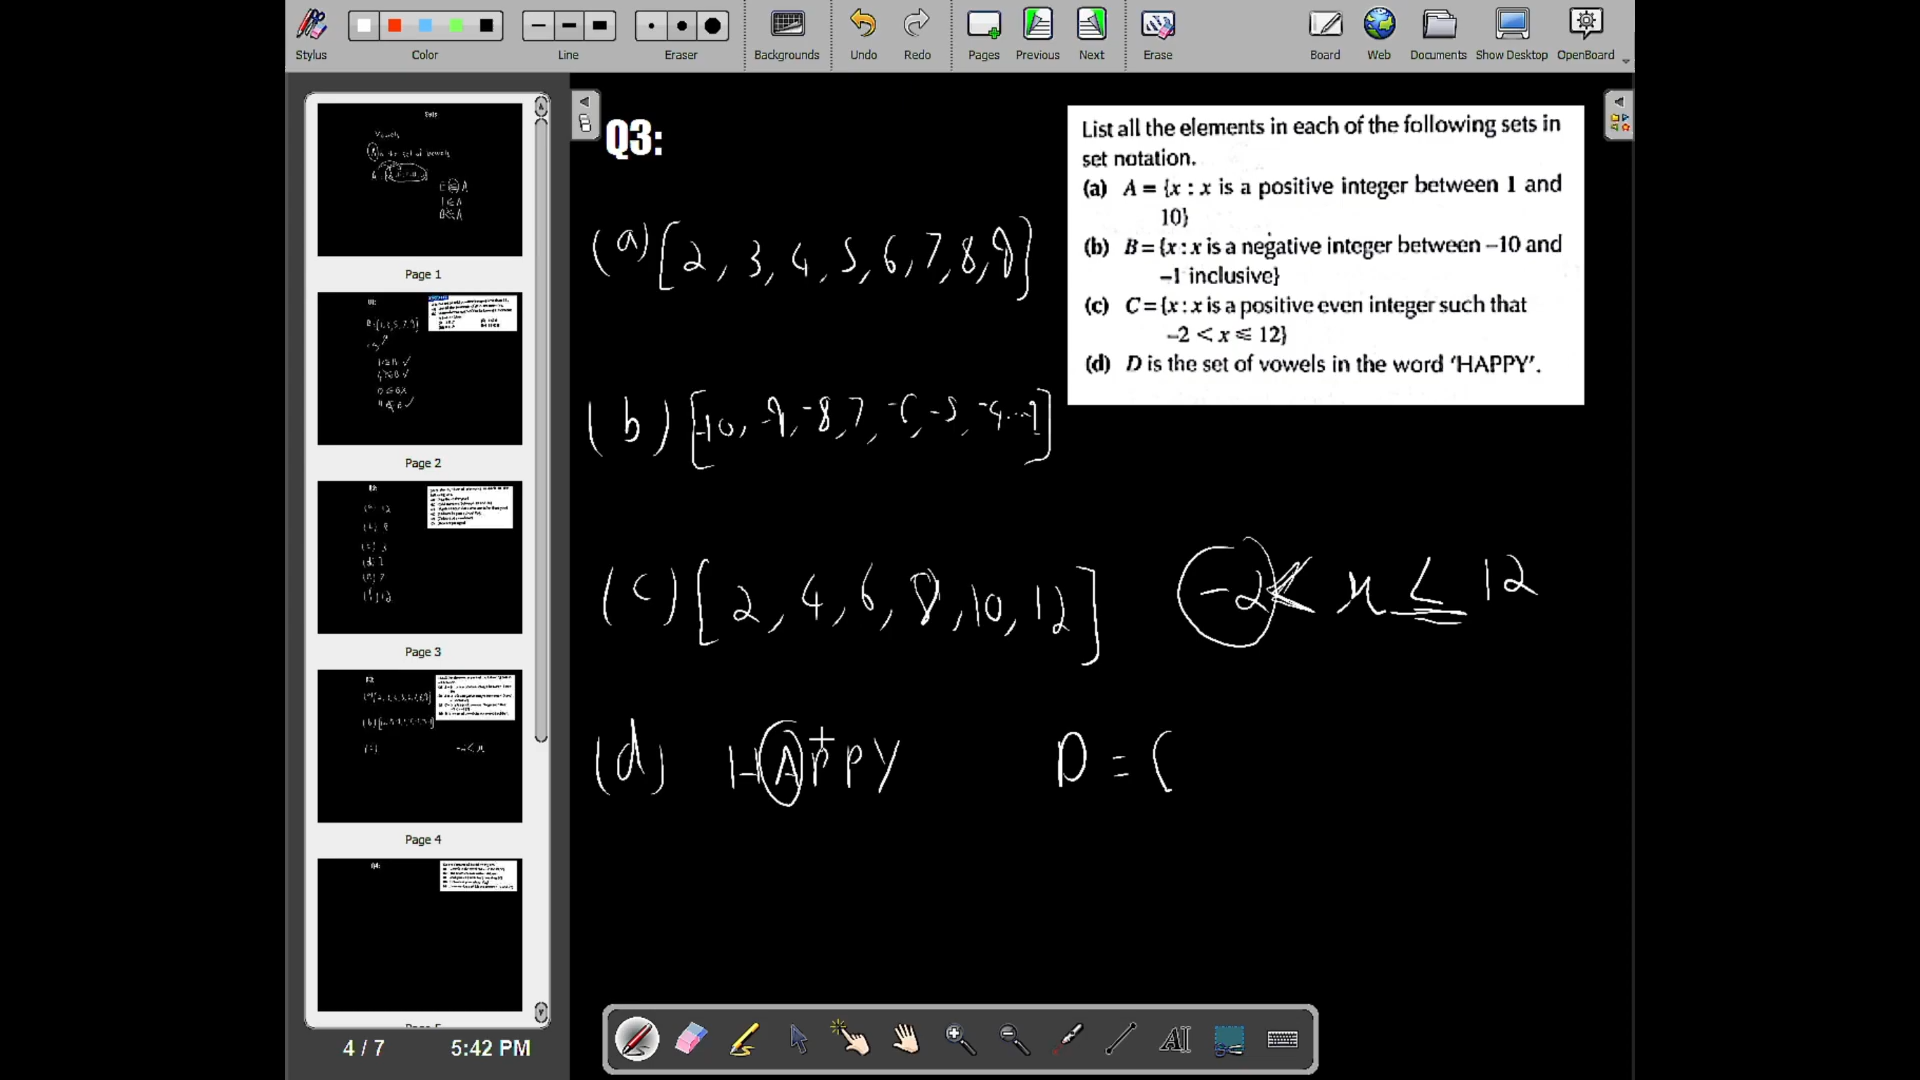 Stylus Color Line Eraser Backgrounds Undo Redo Pages Previous Next Erase Board Web Documents Show Desktop OpenBoard
Page 1
Page 2
Page 3
Page 4
4 / 7 5:42 PM
Q3:
List all the elements in each of the following sets in
set notation.
(a) A = {x : x is a positive integer between 1 and
10}
(b) B = {x : x is a negative integer between –10 and
–1 inclusive}
(c) C = {x : x is a positive even integer such that
–2 < x ⩽ 12}
(d) D is the set of vowels in the word ‘HAPPY’.
(a) [2, 3, 4, 5, 6, 7, 8, 9]
(b) [-10, -9, -8, 7, -6, -5, -4...-1]
(c) [2, 4, 6, 8, 10, 12] -2 < x ≤ 12
(d) HAPPY D = (